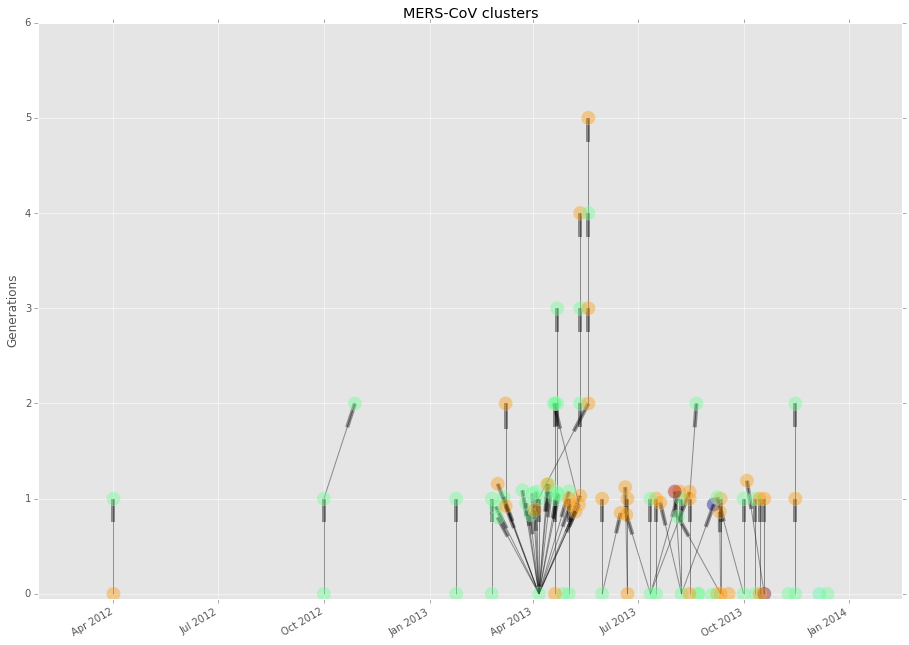 MERS-CoV clusters
6
5
4
3
2
1
0
Generations
Apr 2012
Jul 2012
Oct 2012
Jan 2013
Apr 2013
Jul 2013
Oct 2013
Jan 2014